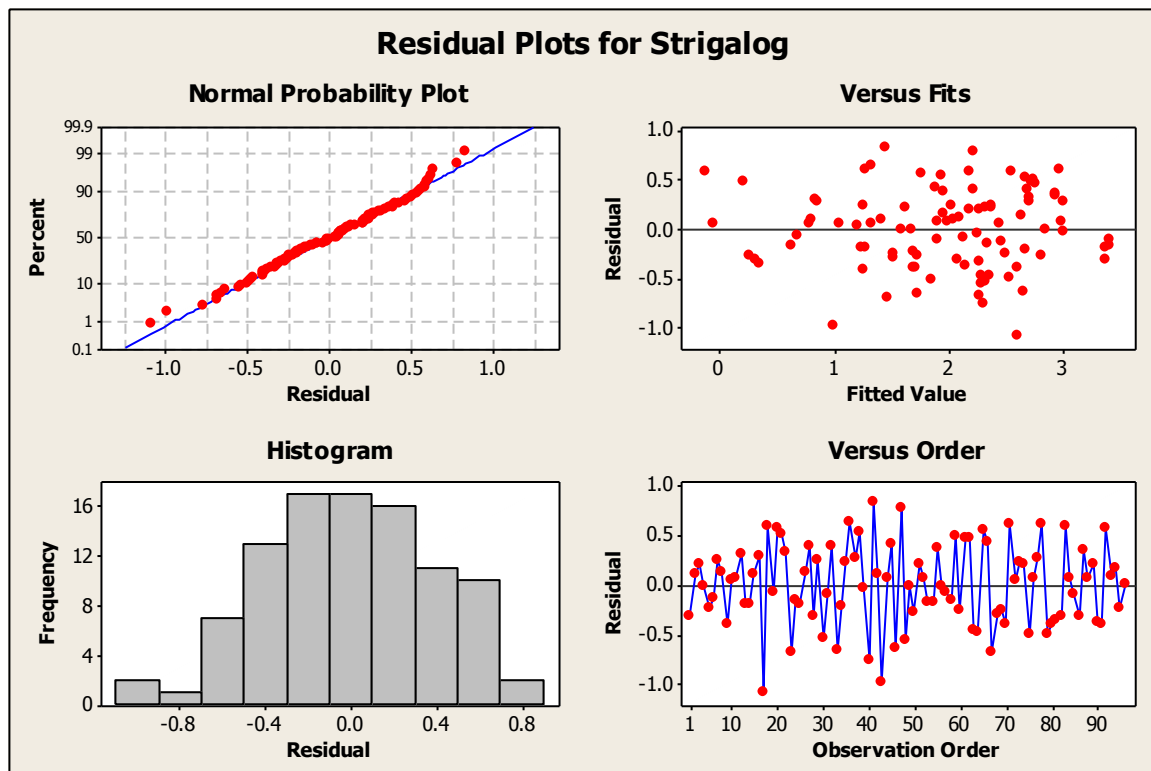 Residual Plots for Strigalog
Normal Probability Plot
Percent
99.9
99
90
50
10
1
0.1
-1.0 -0.5 0.0 0.5 1.0
Residual
Versus Fits
Residual
1.0
0.5
0.0
-0.5
-1.0
0 1 2 3
Fitted Value
Histogram
Frequency
16
12
8
4
0
-0.8 -0.4 0.0 0.4 0.8
Residual
Versus Order
Residual
1.0
0.5
0.0
-0.5
-1.0
1 10 20 30 40 50 60 70 80 90
Observation Order